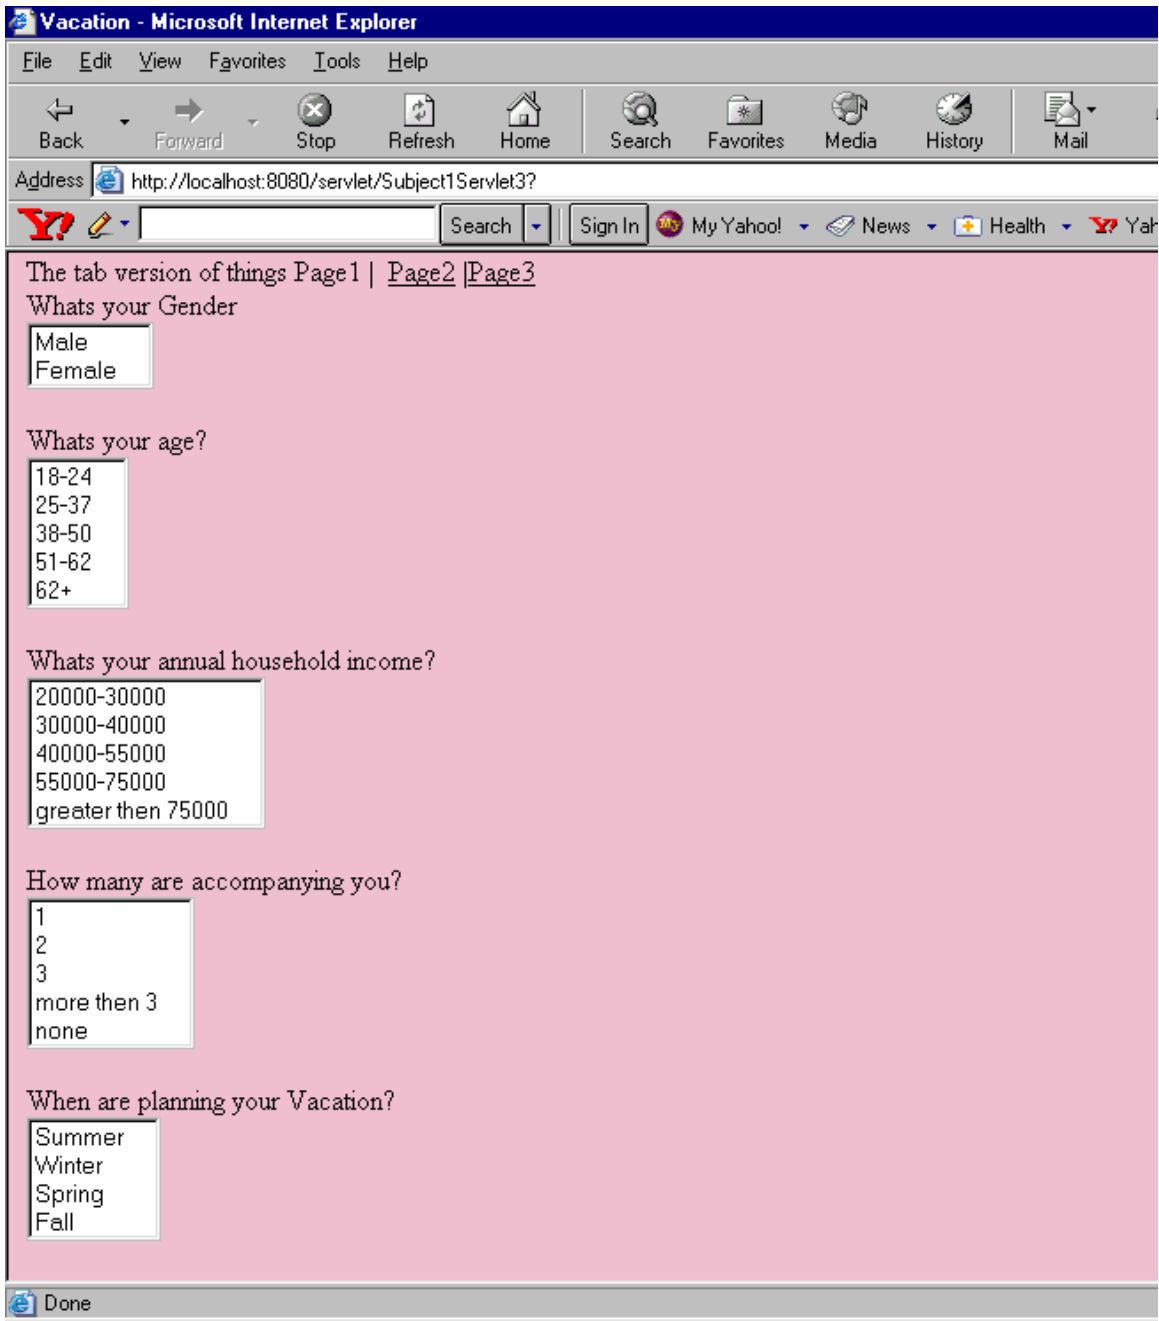 Vacation - Microsoft Internet Explorer
File Edit View Favorites Tools Help
Back Forward Stop Refresh Home Search Favorites Media History Mail
Address http://localhost:8080/servlet/Subject1Servlet3?
Y! Search Sign In My Yahoo! News Health Y? Yah
The tab version of things Page1 | Page2 |Page3
Whats your Gender
Male
Female
Whats your age?
18-24
25-37
38-50
51-62
62+
Whats your annual household income?
20000-30000
30000-40000
40000-55000
55000-75000
greater then 75000
How many are accompanying you?
1
2
3
more then 3
none
When are planning your Vacation?
Summer
Winter
Spring
Fall
Done